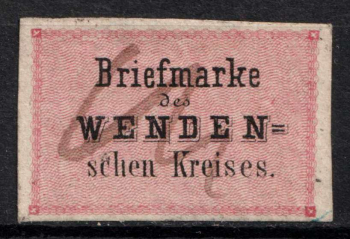 Briefmarke
des
WENDEN=
schen Kreises.